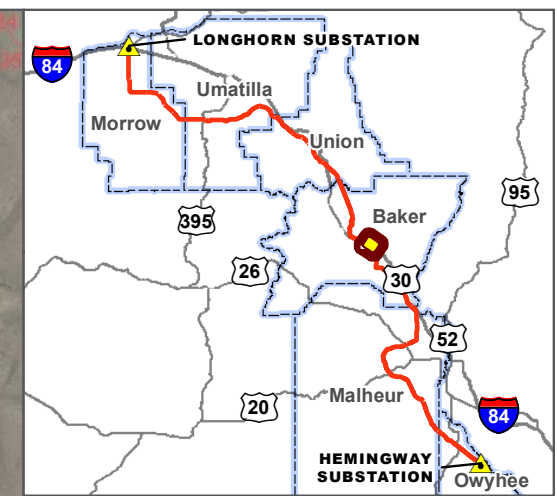 LONGHORN SUBSTATION
84
Umatilla
Morrow
Union
95
Baker
395
26
30
52
Malheur
20
84
HEMINGWAY
SUBSTATION
Owyhee